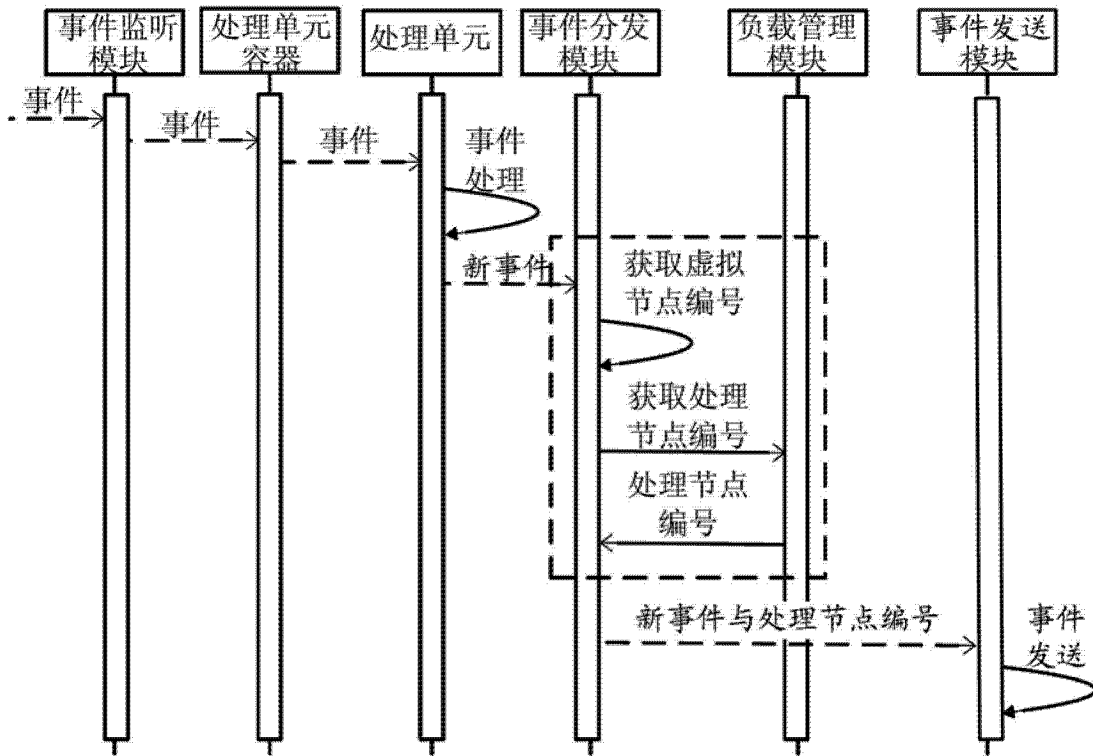 事件监听
模块
处理单元
容器
处理单元
事件分发
模块
负载管理
模块
事件发送
模块
事件
事件
事件
事件
处理
新事件
获取虚拟
节点编号
获取处理
节点编号
处理节点
编号
新事件与处理节点编号
事件
发送